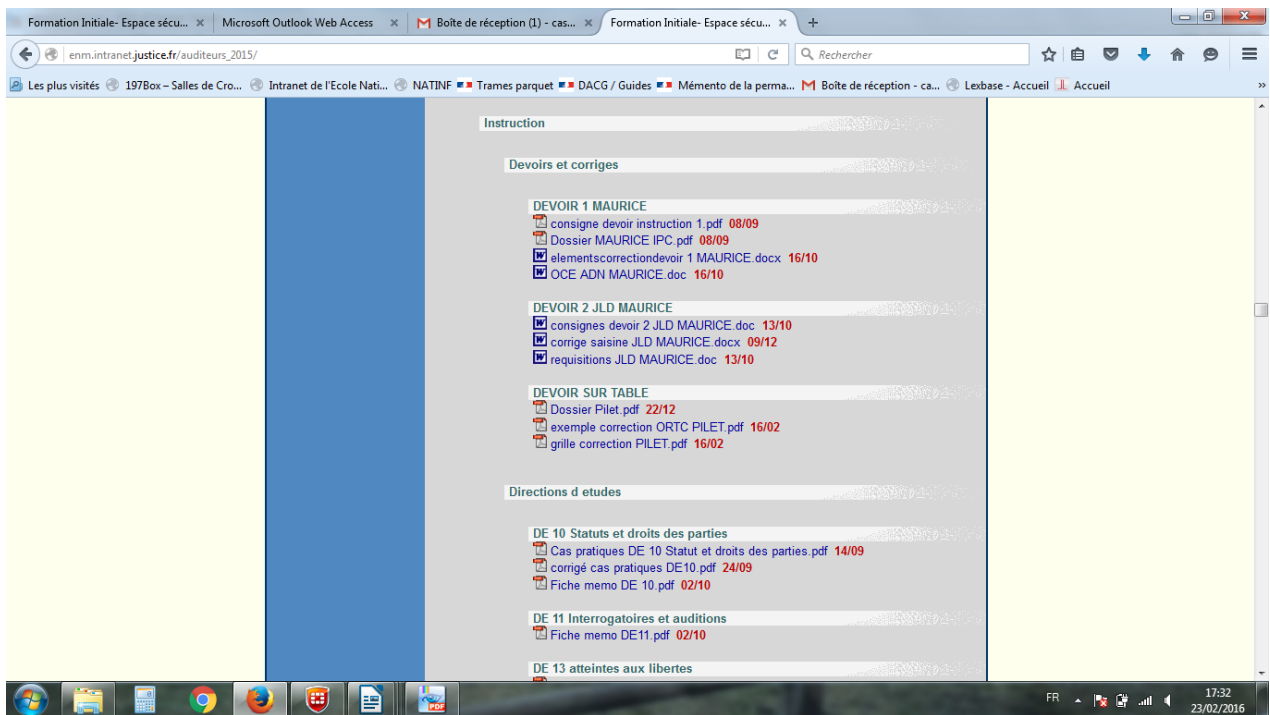 Formation Initiale- Espace sécu... × Microsoft Outlook Web Access × Boîte de réception (1) - cas... × Formation Initiale- Espace sécu... × +
enm.intranet.justice.fr/auditeurs_2015/ Rechercher
Les plus visités 197Box – Salles de Cro... Intranet de l'Ecole Nati... NATINF Trames parquet DACG / Guides Mémento de la perma... Boîte de réception - ca... Lexbase - Accueil Accueil »
Instruction
Devoirs et corriges
DEVOIR 1 MAURICE
consigne devoir instruction 1.pdf 08/09
Dossier MAURICE IPC.pdf 08/09
elementscorrectiondevoir 1 MAURICE.docx 16/10
OCE ADN MAURICE.doc 16/10
DEVOIR 2 JLD MAURICE
consignes devoir 2 JLD MAURICE.doc 13/10
corrige saisine JLD MAURICE.docx 09/12
requisitions JLD MAURICE.doc 13/10
DEVOIR SUR TABLE
Dossier Pilet.pdf 22/12
exemple correction ORTC PILET.pdf 16/02
grille correction PILET.pdf 16/02
Directions d etudes
DE 10 Statuts et droits des parties
Cas pratiques DE 10 Statut et droits des parties.pdf 14/09
corrigé cas pratiques DE10.pdf 24/09
Fiche memo DE 10.pdf 02/10
DE 11 Interrogatoires et auditions
Fiche memo DE11.pdf 02/10
DE 13 atteintes aux libertes
PDF FR 17:32
23/02/2016